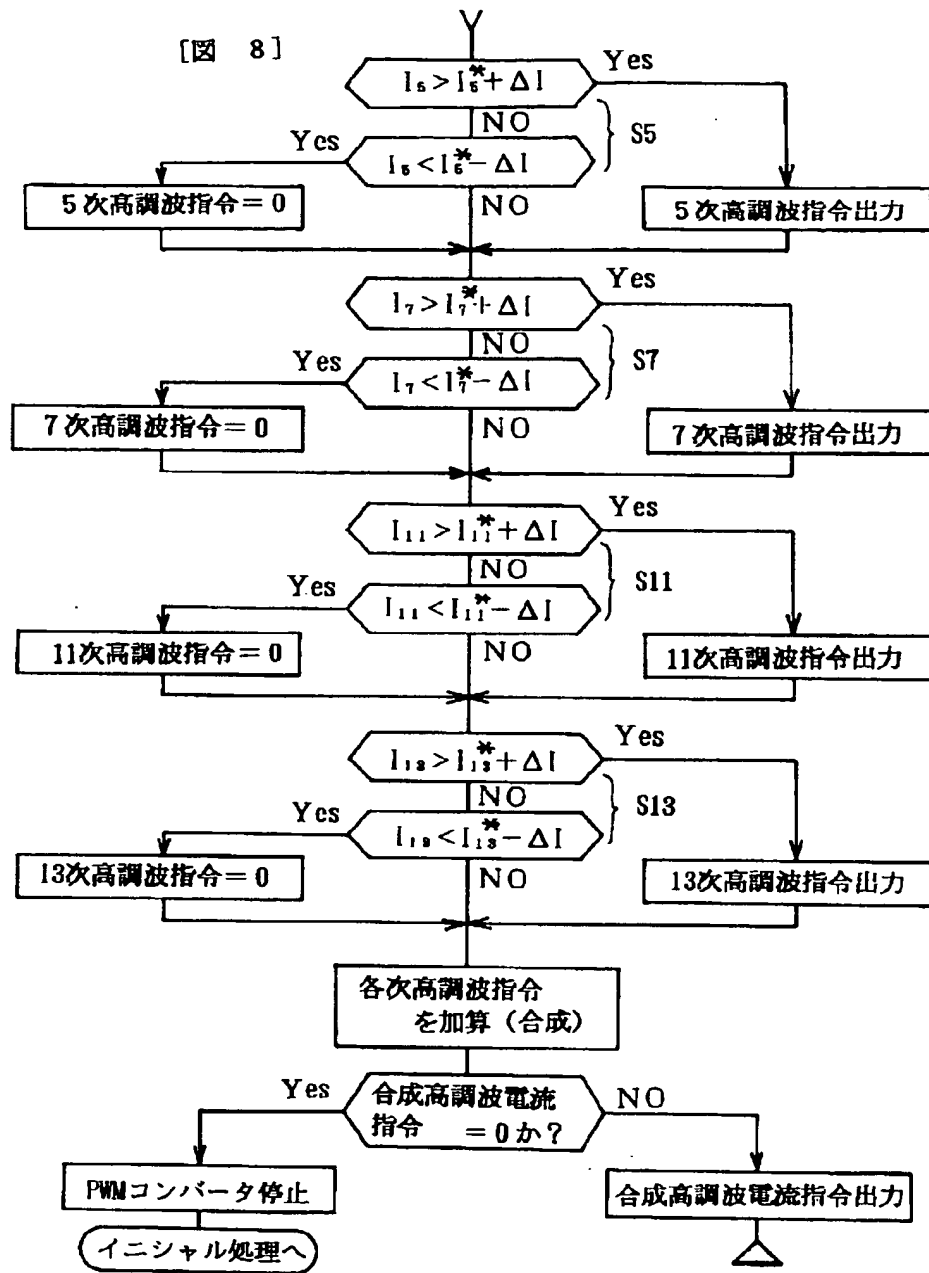 [図 8]
I₅>I₅*+ΔI
Yes
NO
S5
Yes
I₅<I₅*−ΔI
NO
5次高調波指令=0
5次高調波指令出力
I₇>I₇*+ΔI
Yes
NO
S7
Yes
I₇<I₇*−ΔI
NO
7次高調波指令=0
7次高調波指令出力
I₁₁>I₁₁*+ΔI
Yes
NO
S11
Yes
I₁₁<I₁₁*−ΔI
NO
11次高調波指令=0
11次高調波指令出力
I₁₃>I₁₃*+ΔI
Yes
NO
S13
Yes
I₁₃<I₁₃*−ΔI
NO
13次高調波指令=0
13次高調波指令出力
各次高調波指令
を加算(合成)
Yes
合成高調波電流
指令 =0か?
NO
PWMコンバータ停止
合成高調波電流指令出力
イニシャル処理へ